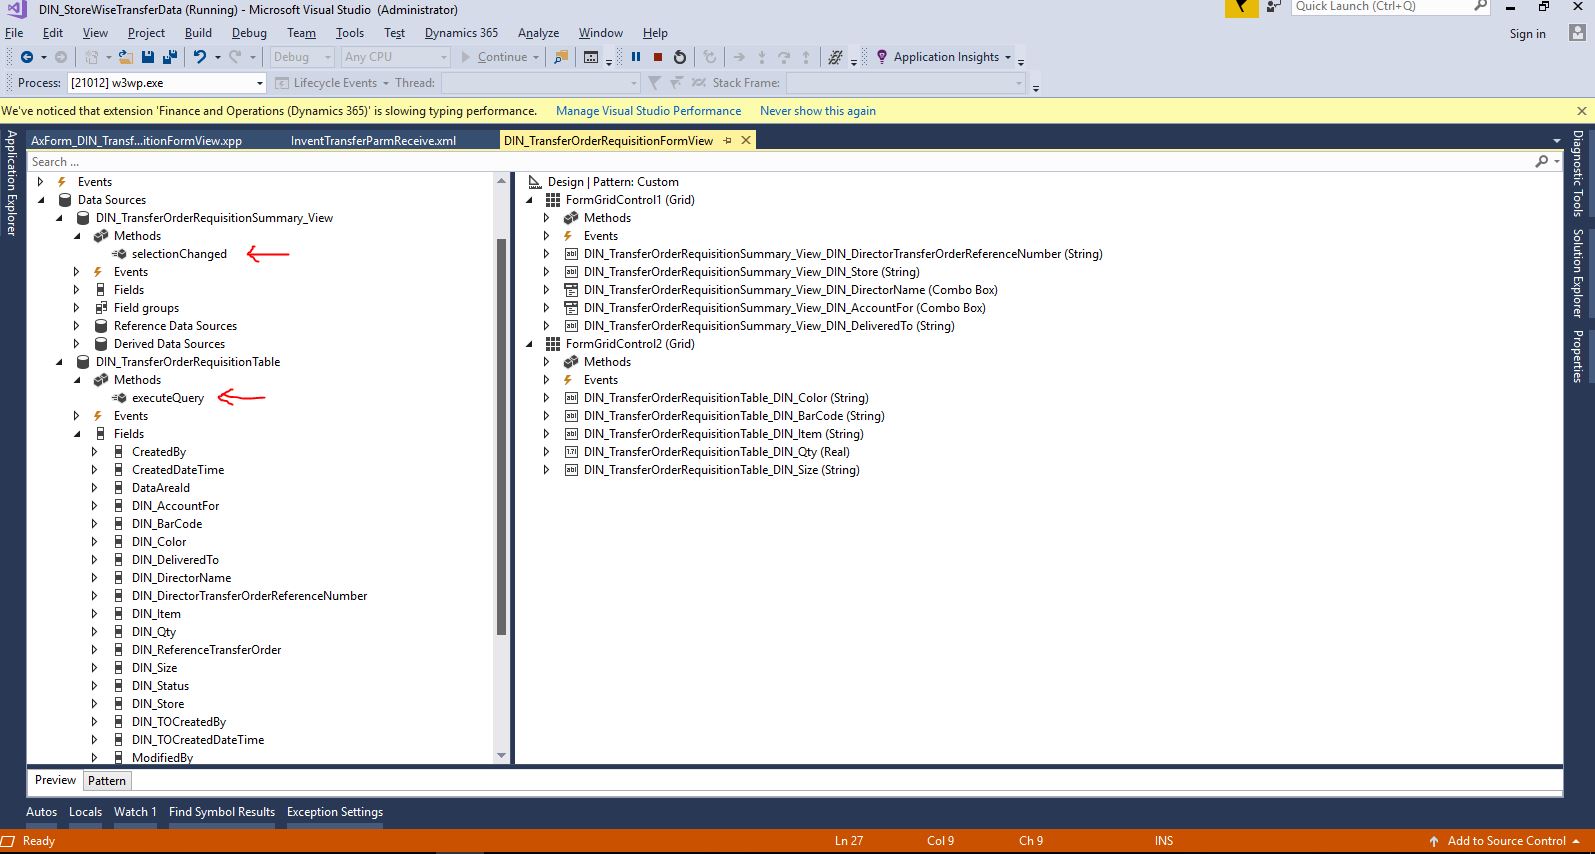 DIN_StoreWiseTransferData (Running) - Microsoft Visual Studio (Administrator)
Quick Launch (Ctrl+Q)
File Edit View Project Build Debug Team Tools Test Dynamics 365 Analyze Window Help
Sign in
Debug Any CPU Continue Application Insights
Process: [21012] w3wp.exe Lifecycle Events Thread: Stack Frame:
We've noticed that extension 'Finance and Operations (Dynamics 365)' is slowing typing performance. Manage Visual Studio Performance Never show this again
AxForm_DIN_Transf...itionFormView.xpp InventTransferParmReceive.xml DIN_TransferOrderRequisitionFormView
Search ...
Application Explorer
Events
Data Sources
DIN_TransferOrderRequisitionSummary_View
Methods
selectionChanged
Events
Fields
Field groups
Reference Data Sources
Derived Data Sources
DIN_TransferOrderRequisitionTable
Methods
executeQuery
Events
Fields
CreatedBy
CreatedDateTime
DataAreaId
DIN_AccountFor
DIN_BarCode
DIN_Color
DIN_DeliveredTo
DIN_DirectorName
DIN_DirectorTransferOrderReferenceNumber
DIN_Item
DIN_Qty
DIN_ReferenceTransferOrder
DIN_Size
DIN_Status
DIN_Store
DIN_TOCreatedBy
DIN_TOCreatedDateTime
ModifiedBy
Design | Pattern: Custom
FormGridControl1 (Grid)
Methods
Events
DIN_TransferOrderRequisitionSummary_View_DIN_DirectorTransferOrderReferenceNumber (String)
DIN_TransferOrderRequisitionSummary_View_DIN_Store (String)
DIN_TransferOrderRequisitionSummary_View_DIN_DirectorName (Combo Box)
DIN_TransferOrderRequisitionSummary_View_DIN_AccountFor (Combo Box)
DIN_TransferOrderRequisitionSummary_View_DIN_DeliveredTo (String)
FormGridControl2 (Grid)
Methods
Events
DIN_TransferOrderRequisitionTable_DIN_Color (String)
DIN_TransferOrderRequisitionTable_DIN_BarCode (String)
DIN_TransferOrderRequisitionTable_DIN_Item (String)
DIN_TransferOrderRequisitionTable_DIN_Qty (Real)
DIN_TransferOrderRequisitionTable_DIN_Size (String)
Diagnostic Tools
Solution Explorer
Properties
Preview Pattern
Autos Locals Watch 1 Find Symbol Results Exception Settings
Ready Ln 27 Col 9 Ch 9 INS Add to Source Control